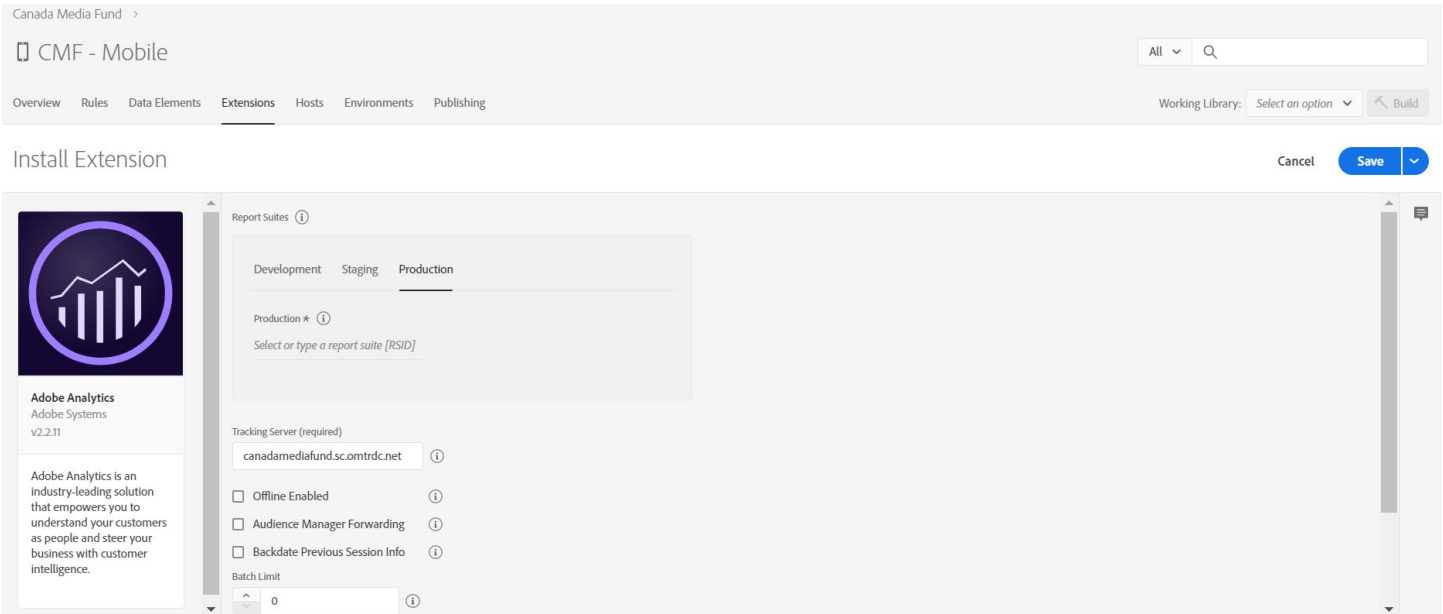 Canada Media Fund >
CMF - Mobile
All
Overview Rules Data Elements Extensions Hosts Environments Publishing
Working Library: Select an option Build
Install Extension
Cancel Save
Adobe Analytics
Adobe Systems
v2.2.11
Adobe Analytics is an
industry-leading solution
that empowers you to
understand your customers
as people and steer your
business with customer
intelligence.
Report Suites
Development Staging Production
Production *
Select or type a report suite [RSID]
Tracking Server (required)
canadamediafund.sc.omtrdc.net
Offline Enabled
Audience Manager Forwarding
Backdate Previous Session Info
Batch Limit
0